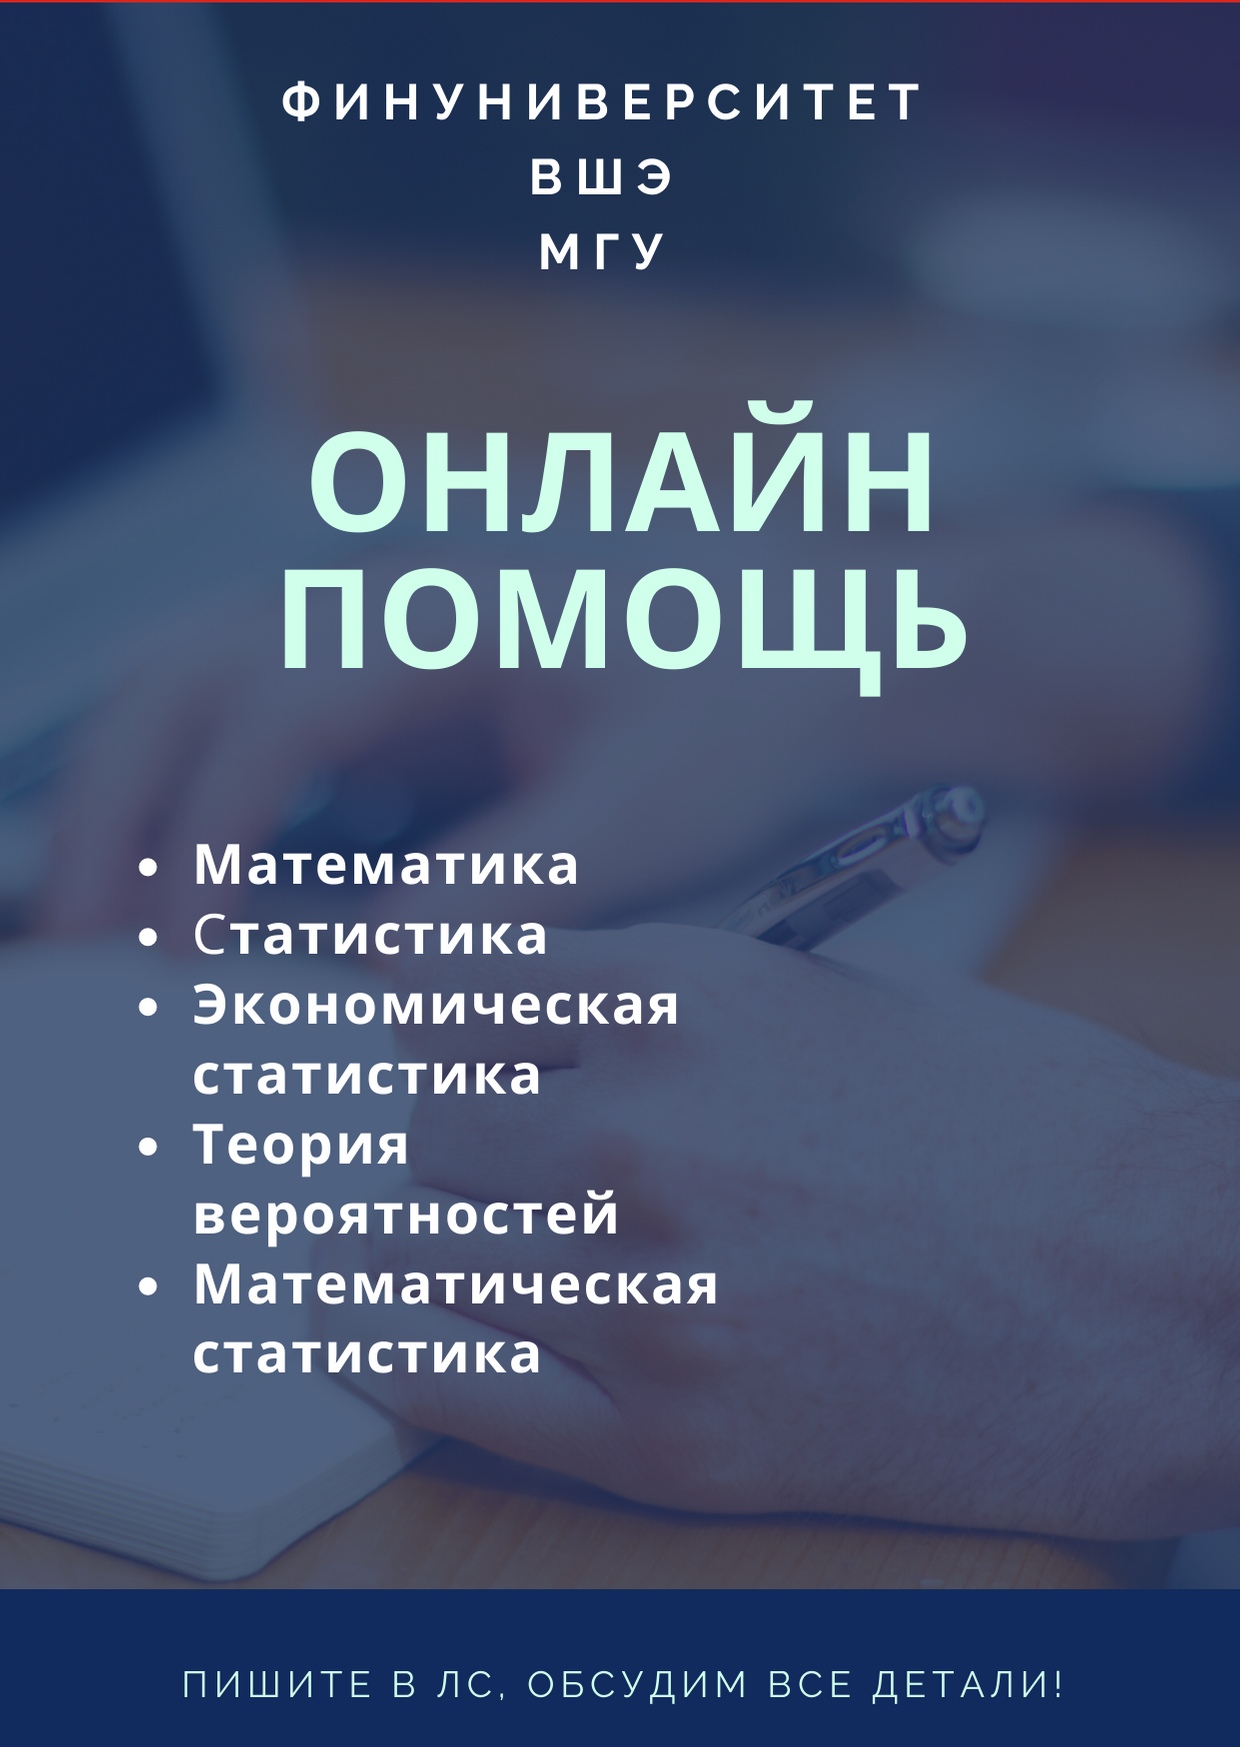 ФИНУНИВЕРСИТЕТ
ВШЭ
МГУ
ОНЛАЙН
ПОМОЩЬ
• Математика
• Статистика
• Экономическая
статистика
• Теория
вероятностей
• Математическая
статистика
ПИШИТЕ В ЛС, ОБСУДИМ ВСЕ ДЕТАЛИ!